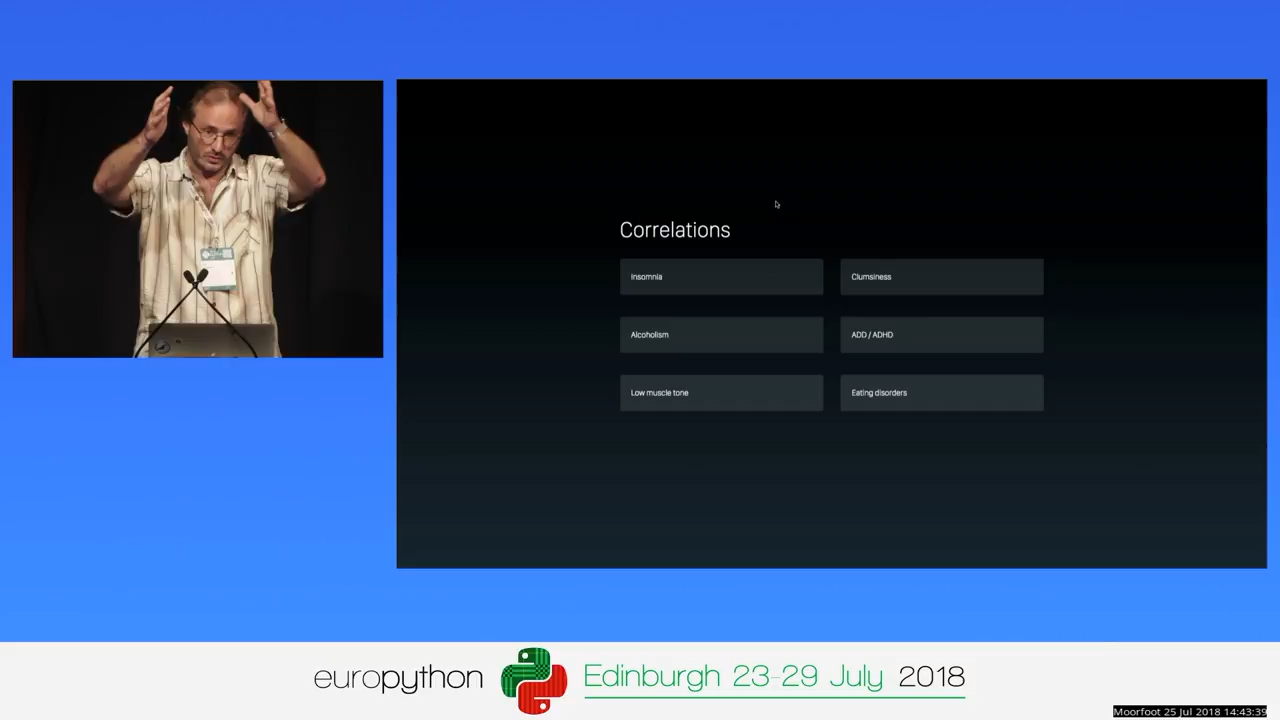 Correlations
Insomnia
Clumsiness
Alcoholism
ADD / ADHD
Low muscle tone
Eating disorders
europython
Edinburgh 23-29 July 2018
Moorfoot 25 Jul 2018 14:43:39